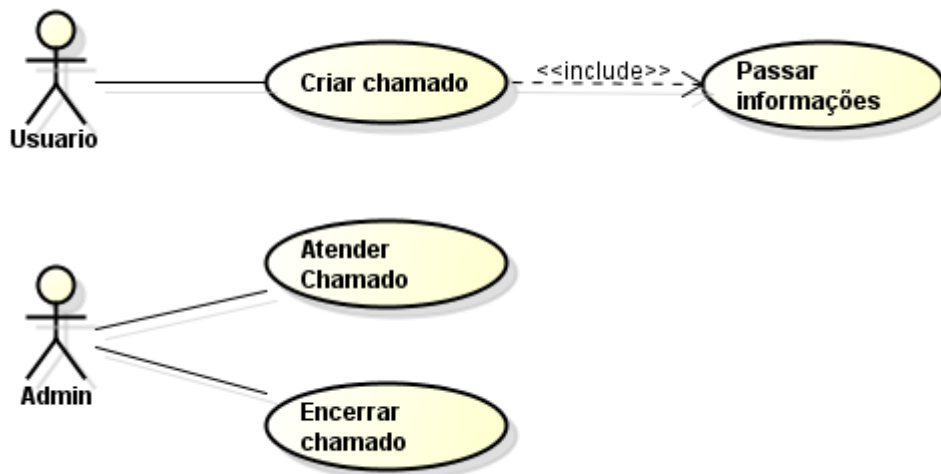 Criar chamado
<<include>>
Passar
informações
Usuario
Atender
Chamado
Admin
Encerrar
chamado